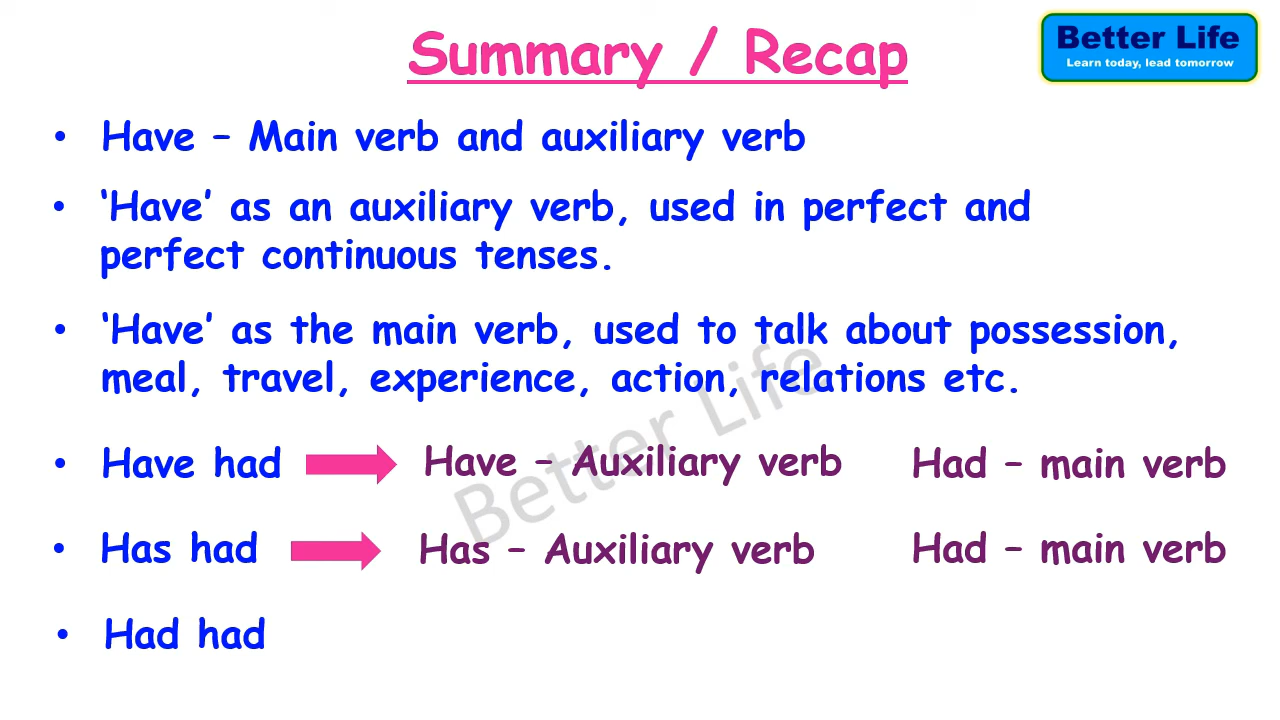 Summary / Recap
Better Life
Learn today, lead tomorrow
• Have – Main verb and auxiliary verb
• ‘Have’ as an auxiliary verb, used in perfect and
perfect continuous tenses.
• ‘Have’ as the main verb, used to talk about possession,
meal, travel, experience, action, relations etc.
Better Life
• Have had Have – Auxiliary verb Had – main verb
• Has had Has – Auxiliary verb Had – main verb
• Had had